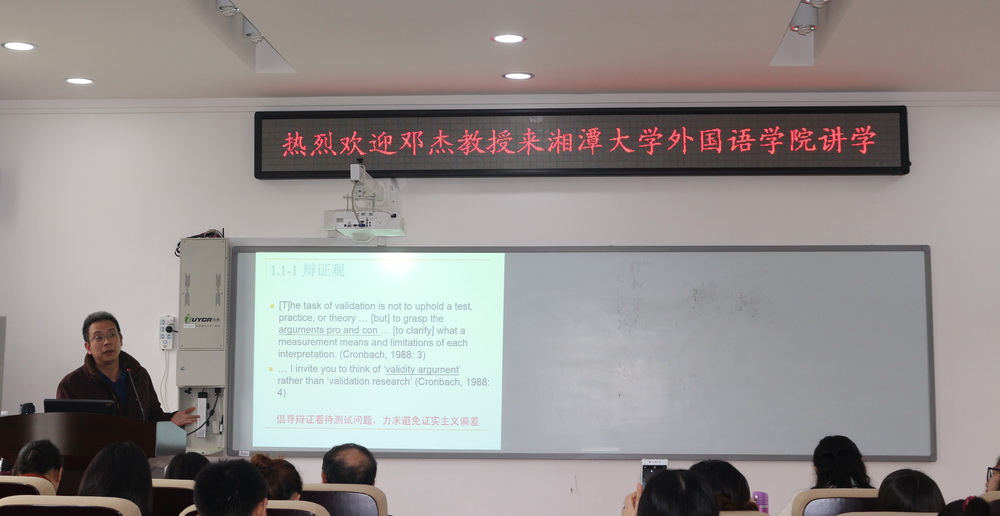 热烈欢迎邓杰教授来湘潭大学外国语学院讲学
1.1-1 辩证观
[T]he task of validation is not to uphold a test,
practice, or theory … [but] to grasp the
arguments pro and con … [to clarify] what a
measurement means and limitations of each
interpretation. (Cronbach, 1988: 3)
… I invite you to think of ‘validity argument’
rather than ‘validation research’ (Cronbach, 1988:
4)
倡导辩证看待测试问题，力求避免证实主义偏差
UYGR